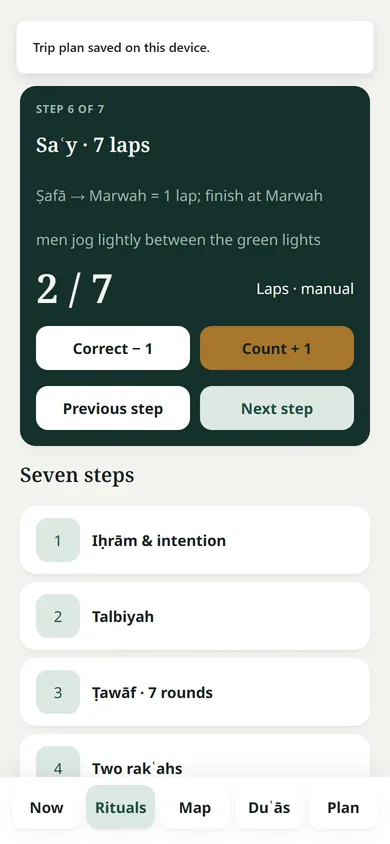 Trip plan saved on this device.
STEP 6 OF 7
Saʿy · 7 laps
Ṣafā → Marwah = 1 lap; finish at Marwah
men jog lightly between the green lights
2 / 7
Laps · manual
Correct − 1
Count + 1
Previous step
Next step
Seven steps
1
Iḥrām & intention
2
Talbiyah
3
Ṭawāf · 7 rounds
4
Two rakʿahs
Now
Rituals
Map
Duʿās
Plan